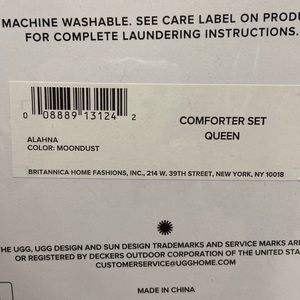 MACHINE WASHABLE. SEE CARE LABEL ON PRODU
FOR COMPLETE LAUNDERING INSTRUCTIONS.
0 08889 13124 2
COMFORTER SET
QUEEN
ALAHNA
COLOR: MOONDUST
BRITANNICA HOME FASHIONS, INC., 214 W. 39TH STREET, NEW YORK, NY 10018
THE UGG, UGG DESIGN AND SUN DESIGN TRADEMARKS AND SERVICE MARKS ARE
OR REGISTERED BY DECKERS OUTDOOR CORPORATION OF THE UNITED STA
CUSTOMERSERVICE@UGGHOME.COM
MADE IN CHINA